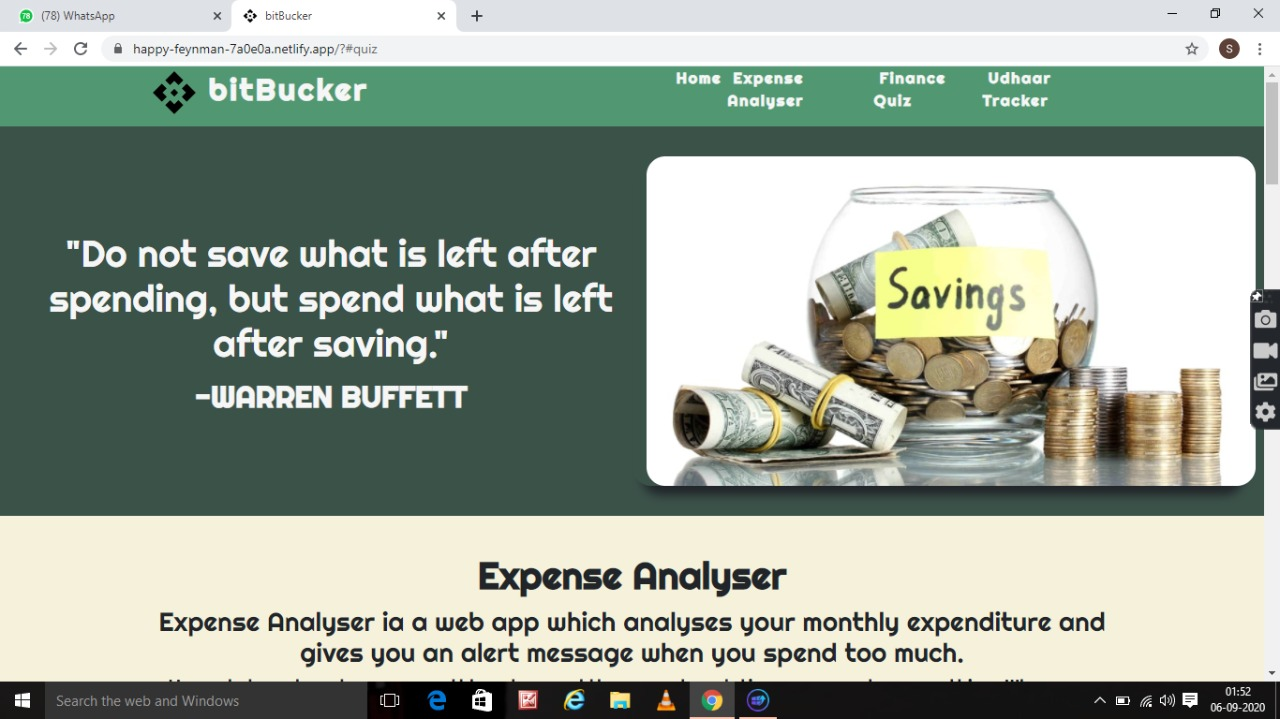 (78) WhatsApp
bitBucker
happy-feynman-7a0e0a.netlify.app/?#quiz
S
bitBucker
Home Expense Analyser
Finance Quiz
Udhaar Tracker
"Do not save what is left after
spending, but spend what is left
after saving."
-WARREN BUFFETT
Savings
Expense Analyser
Expense Analyser ia a web app which analyses your monthly expenditure and
gives you an alert message when you spend too much.
Search the web and Windows
01:52
06-09-2020